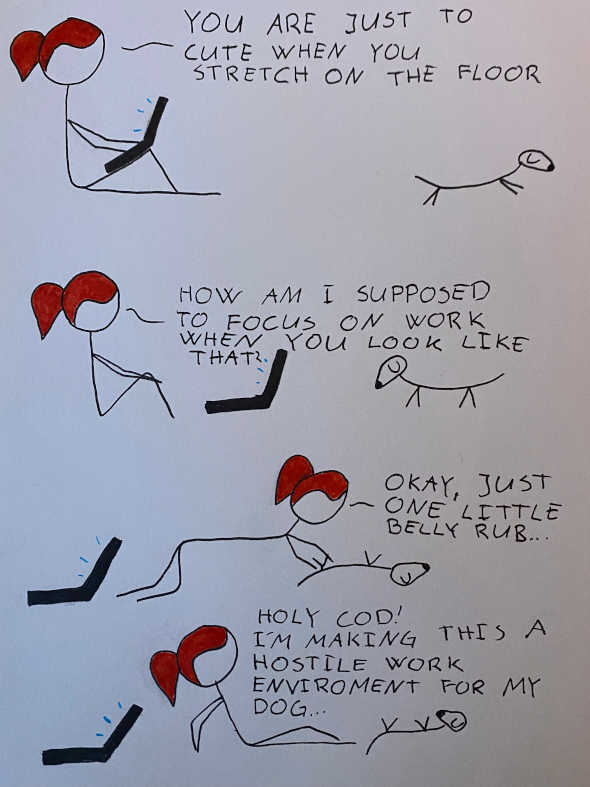 YOU ARE JUST TO
CUTE WHEN YOU
STRETCH ON THE FLOOR
HOW AM I SUPPOSED
TO FOCUS ON WORK
WHEN YOU LOOK LIKE
THAT?
OKAY, JUST
ONE LITTLE
BELLY RUB...
HOLY COD!
I'M MAKING THIS A
HOSTILE WORK
ENVIROMENT FOR MY
DOG...